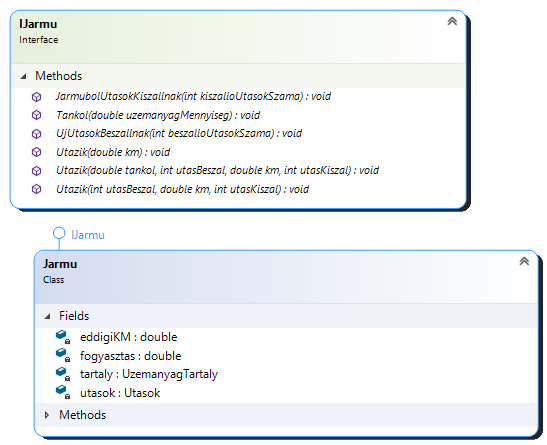 IJarmu
Interface
Methods
JarmubolUtasokKiszallnak(int kiszalloUtasokSzama) : void
Tankol(double uzemanyagMennyiseg) : void
UjUtasokBeszallnak(int beszalloUtasokSzama) : void
Utazik(double km) : void
Utazik(double tankol, int utasBeszal, double km, int utasKiszal) : void
Utazik(int utasBeszal, double km, int utasKiszal) : void
IJarmu
Jarmu
Class
Fields
eddigiKM : double
fogyasztas : double
tartaly : UzemanyagTartaly
utasok : Utasok
Methods